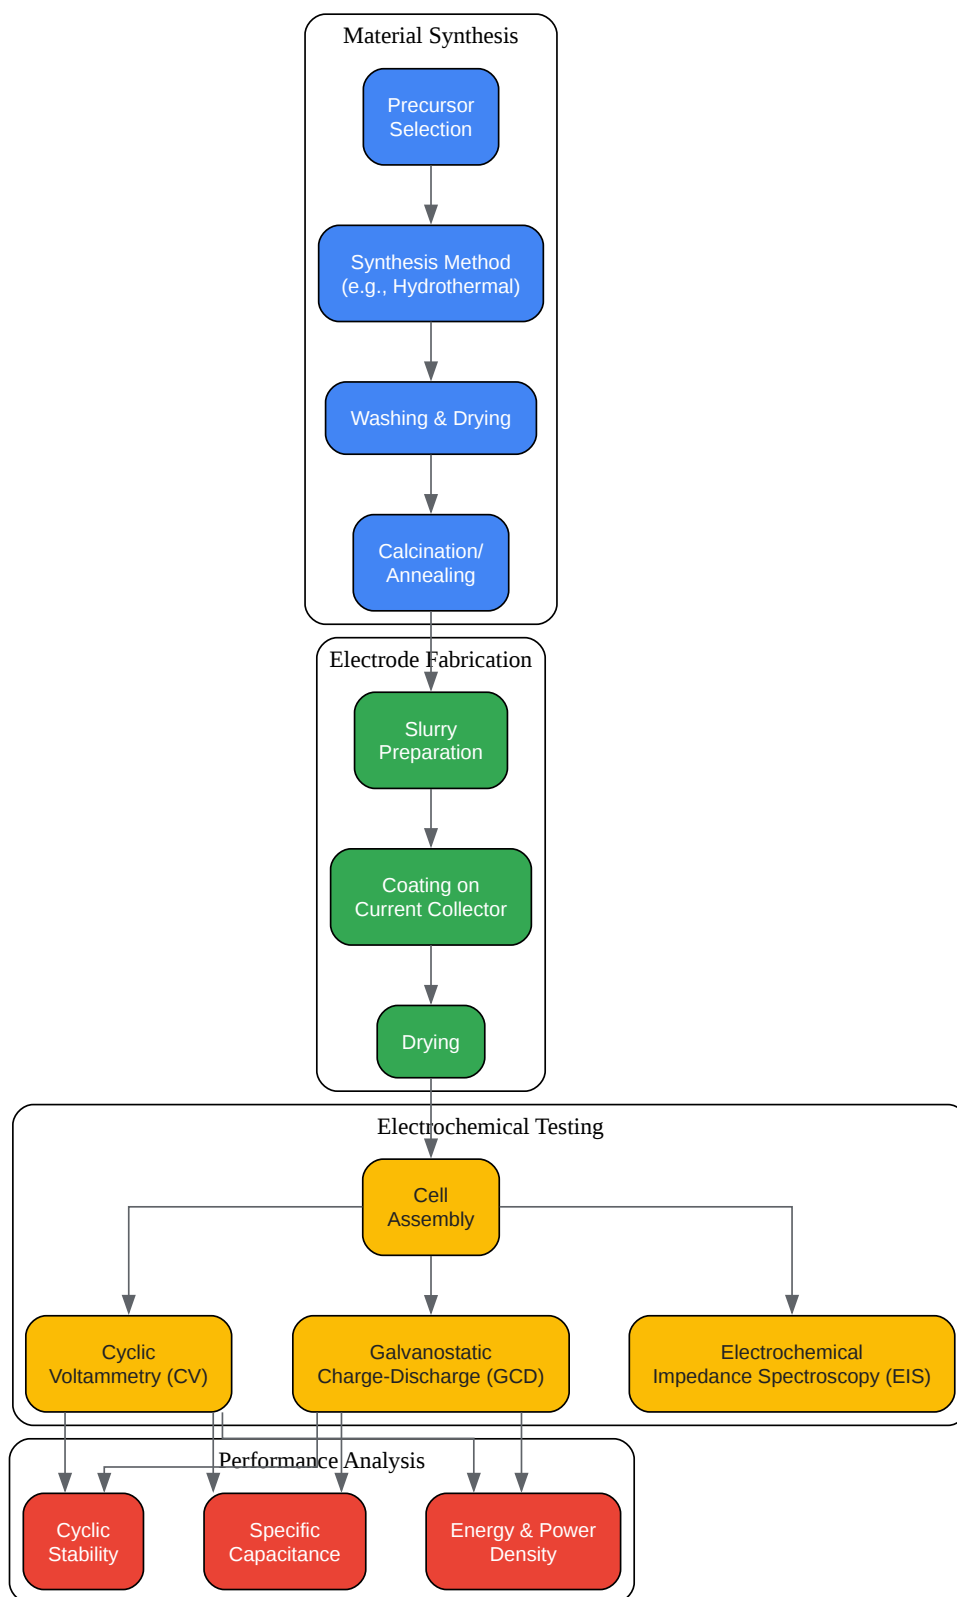 Material Synthesis
Precursor
Selection
Synthesis Method
(e.g., Hydrothermal)
Washing & Drying
Calcination/
Annealing
Electrode Fabrication
Slurry
Preparation
Coating on
Current Collector
Drying
Electrochemical Testing
Cell
Assembly
Cyclic
Voltammetry (CV)
Galvanostatic
Charge-Discharge (GCD)
Electrochemical
Impedance Spectroscopy (EIS)
Performance Analysis
Cyclic
Stability
Specific
Capacitance
Energy & Power
Density